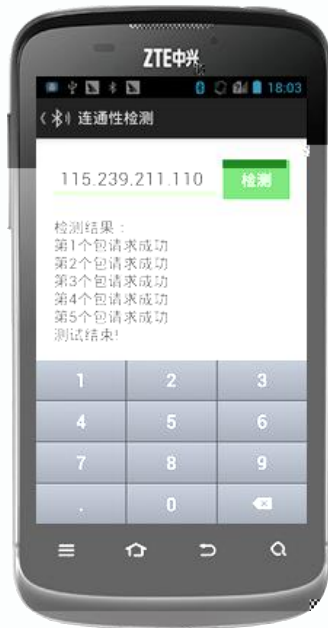 ZTE中兴
18:03
连通性检测
115.239.211.110 检测
检测结果：
第1个包请求成功
第2个包请求成功
第3个包请求成功
第4个包请求成功
第5个包请求成功
测试结束!
1 2 3
4 5 6
7 8 9
. 0